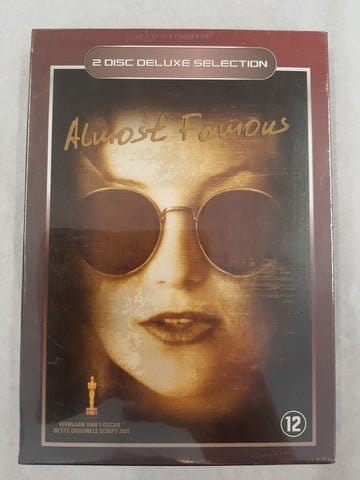 2 DISC DELUXE SELECTION
Almost Famous
WINNAAR VAN 1 OSCAR
BESTE ORIGINELE SCRIPT 2001
12